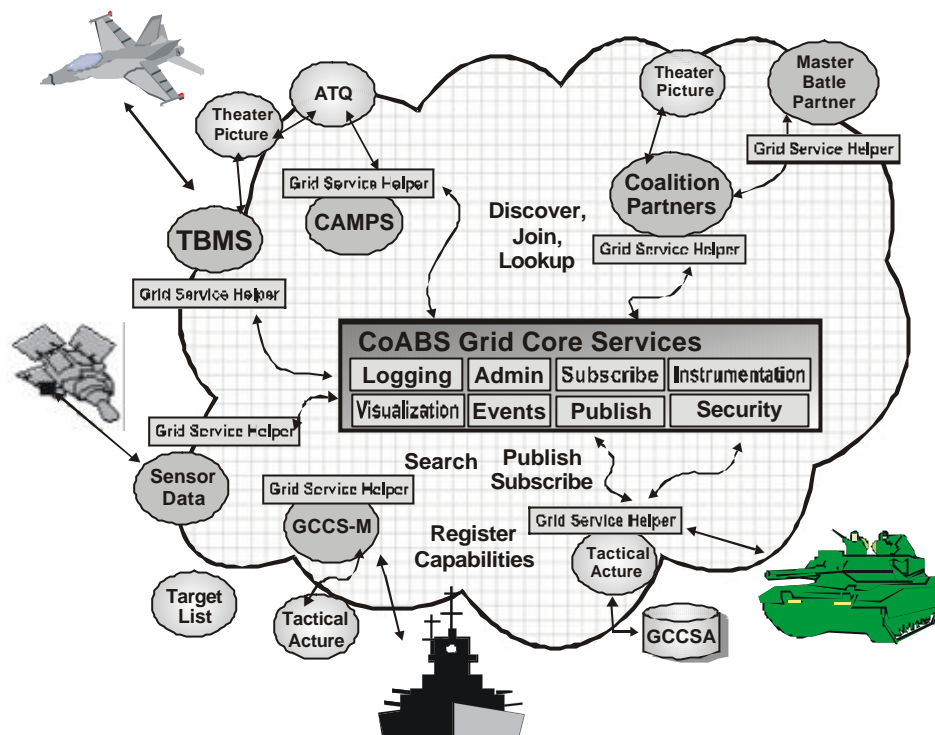 Theater
Picture
ATQ
Theater
Picture
Master
Batle
Partner
Grid Service Helper
Grid Service Helper
CAMPS
TBMS
Coalition
Partners
Discover,
Join,
Lookup
Grid Service Helper
Grid Service Helper
CoABS Grid Core Services
Logging
Admin
Subscribe
Instrumentation
Visualization
Events
Publish
Security
Grid Service Helper
Sensor
Data
Search
Publish
Subscribe
Grid Service Helper
GCCS-M
Register
Capabilities
Grid Service Helper
Tactical
Acture
Target
List
Tactical
Acture
GCCSA